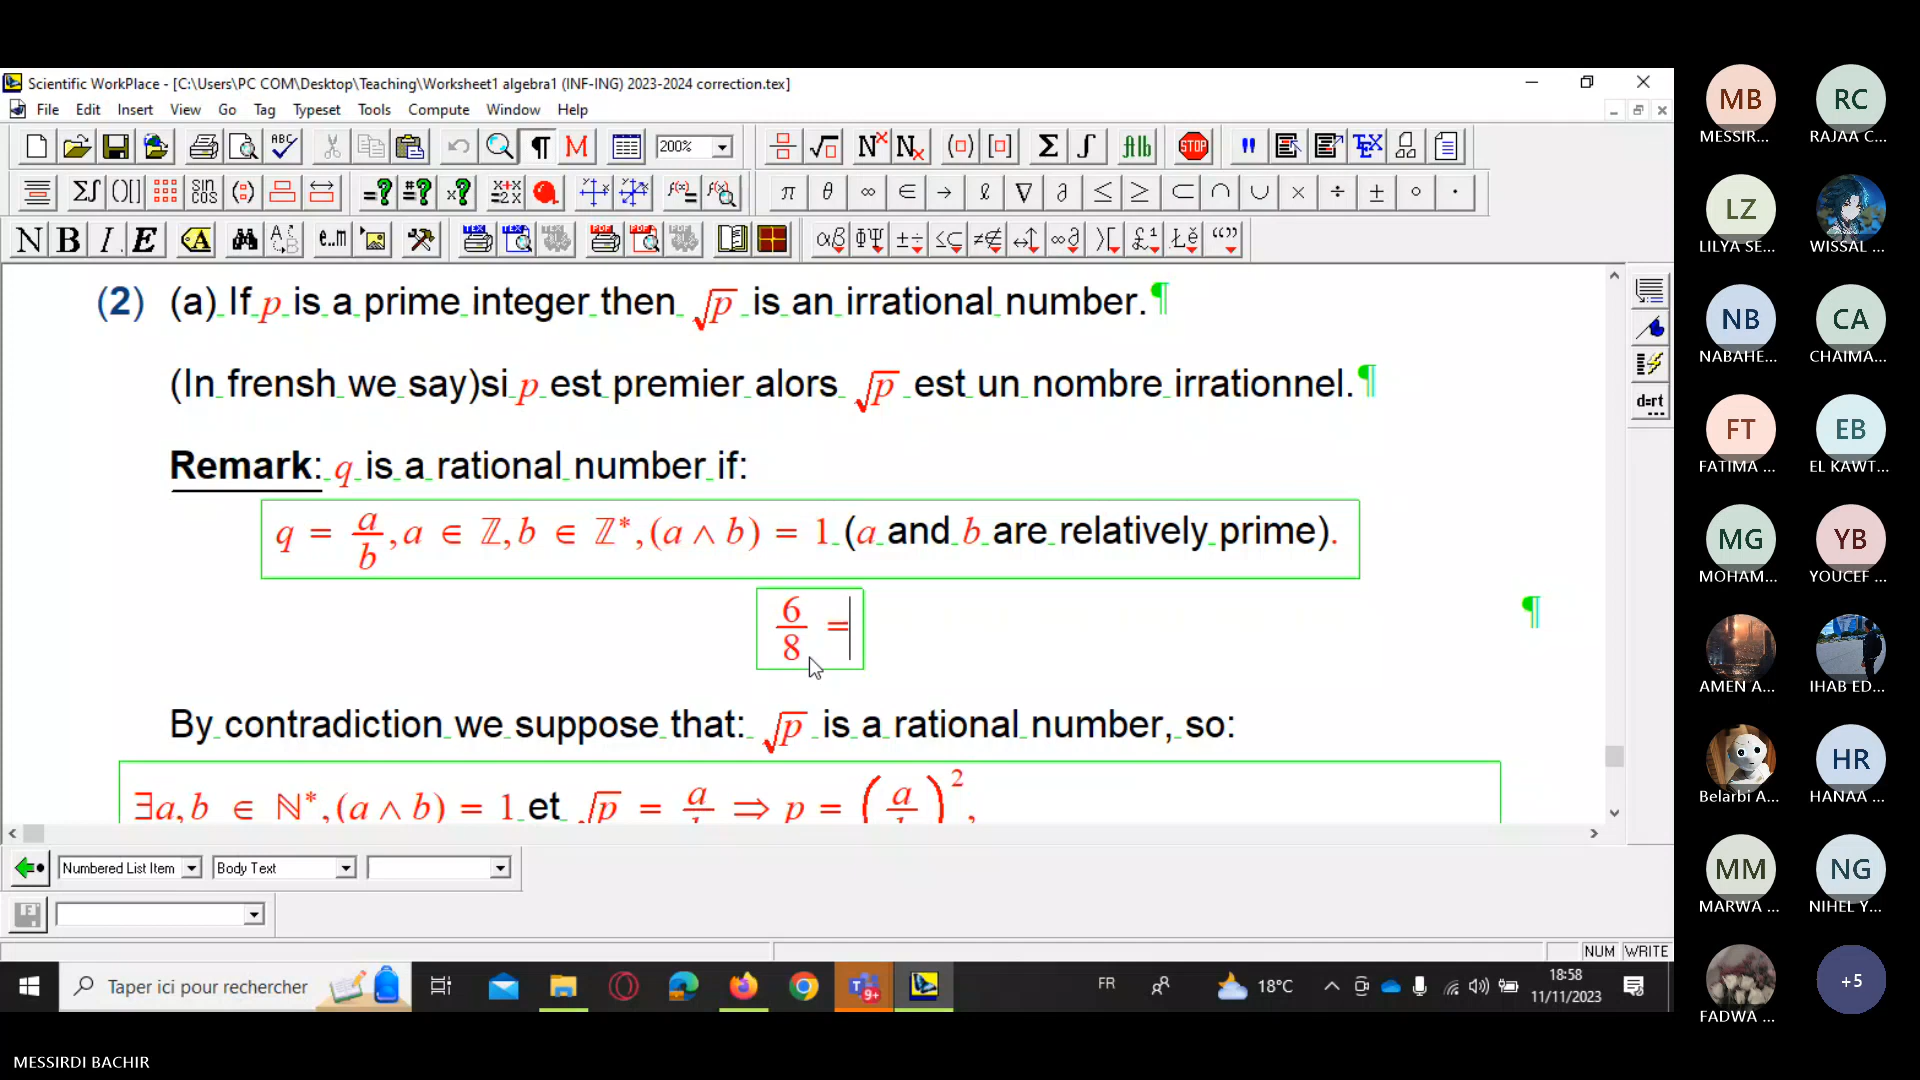 Scientific WorkPlace - [C:\Users\PC COM\Desktop\Teaching\Worksheet1 algebra1 (INF-ING) 2023-2024 correction.tex]
File Edit Insert View Go Tag Typeset Tools Compute Window Help
200%
(2) (a) If p is a prime integer then √p is an irrational number.¶
(In frensh we say)si p est premier alors √p est un nombre irrationnel.¶
Remark: q is a rational number if:
q = a/b, a ∈ ℤ, b ∈ ℤ*, (a ∧ b) = 1 (a and b are relatively prime).
6/8 =
¶
By contradiction we suppose that: √p is a rational number, so:
∃a, b ∈ ℕ*, (a ∧ b) = 1 et √p = a/b ⇒ p = (a/b)²,
Numbered List Item Body Text
NUM WRITE
Taper ici pour rechercher
FR
18°C
18:58
11/11/2023
MB RC
MESSIR... RAJAA C...
LZ
LILYA SE... WISSAL ...
NB CA
NABAHE... CHAIMA...
FT EB
FATIMA ... EL KAWT...
MG YB
MOHAM... YOUCEF ...
AMEN A... IHAB ED...
HR
Belarbi A... HANAA ...
MM NG
MARWA ... NIHEL Y...
+5
FADWA ...
MESSIRDI BACHIR